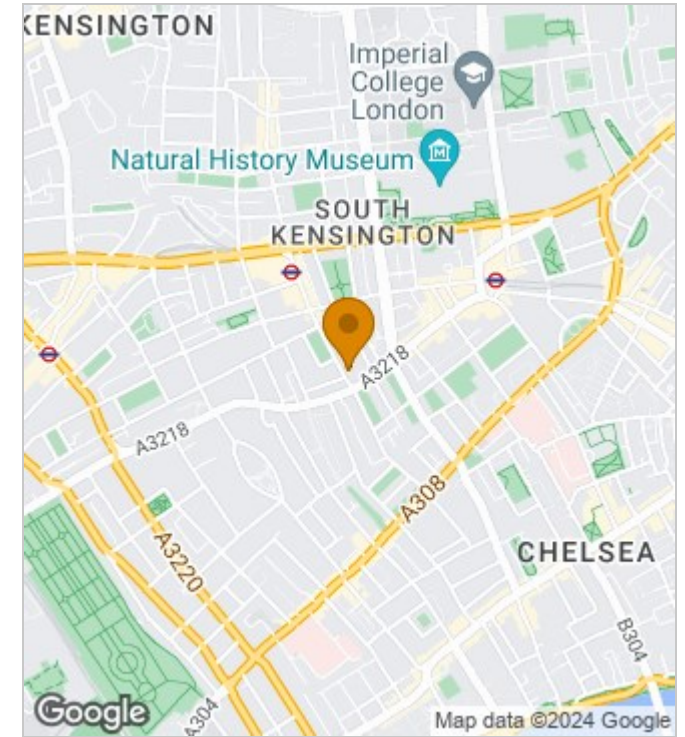 KENSINGTON
Imperial
College
London
Natural History Museum
M
SOUTH
KENSINGTON
A3218
A3218
A308
A3220
CHELSEA
B304
A304
Google
Map data ©2024 Google